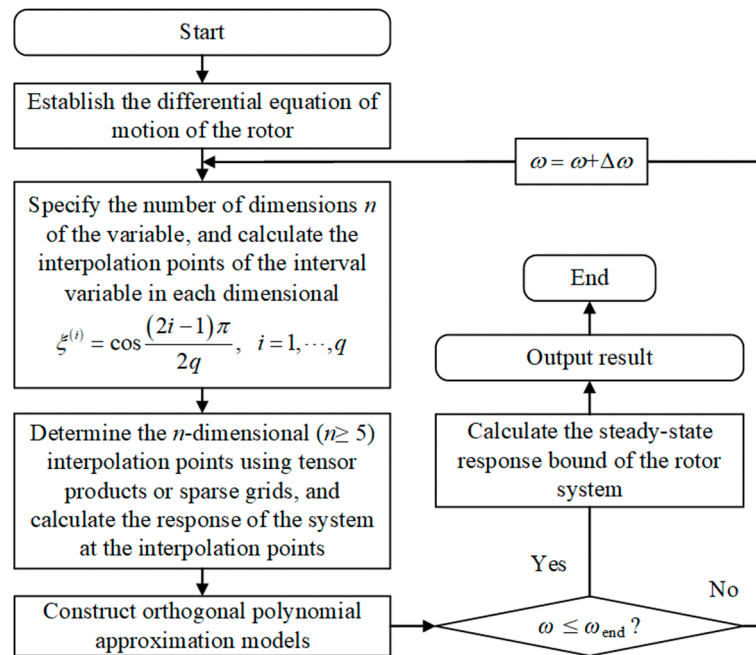 Start
Establish the differential equation of
motion of the rotor
ω = ω+Δω
Specify the number of dimensions n
of the variable, and calculate the
interpolation points of the interval
variable in each dimensional
ξ⁽ⁱ⁾ = cos (2i−1)π / 2q, i = 1, ⋯, q
Determine the n-dimensional (n≥ 5)
interpolation points using tensor
products or sparse grids, and
calculate the response of the system
at the interpolation points
Construct orthogonal polynomial
approximation models
ω ≤ ω_end ?
Yes
No
Calculate the steady-state
response bound of the rotor
system
Output result
End